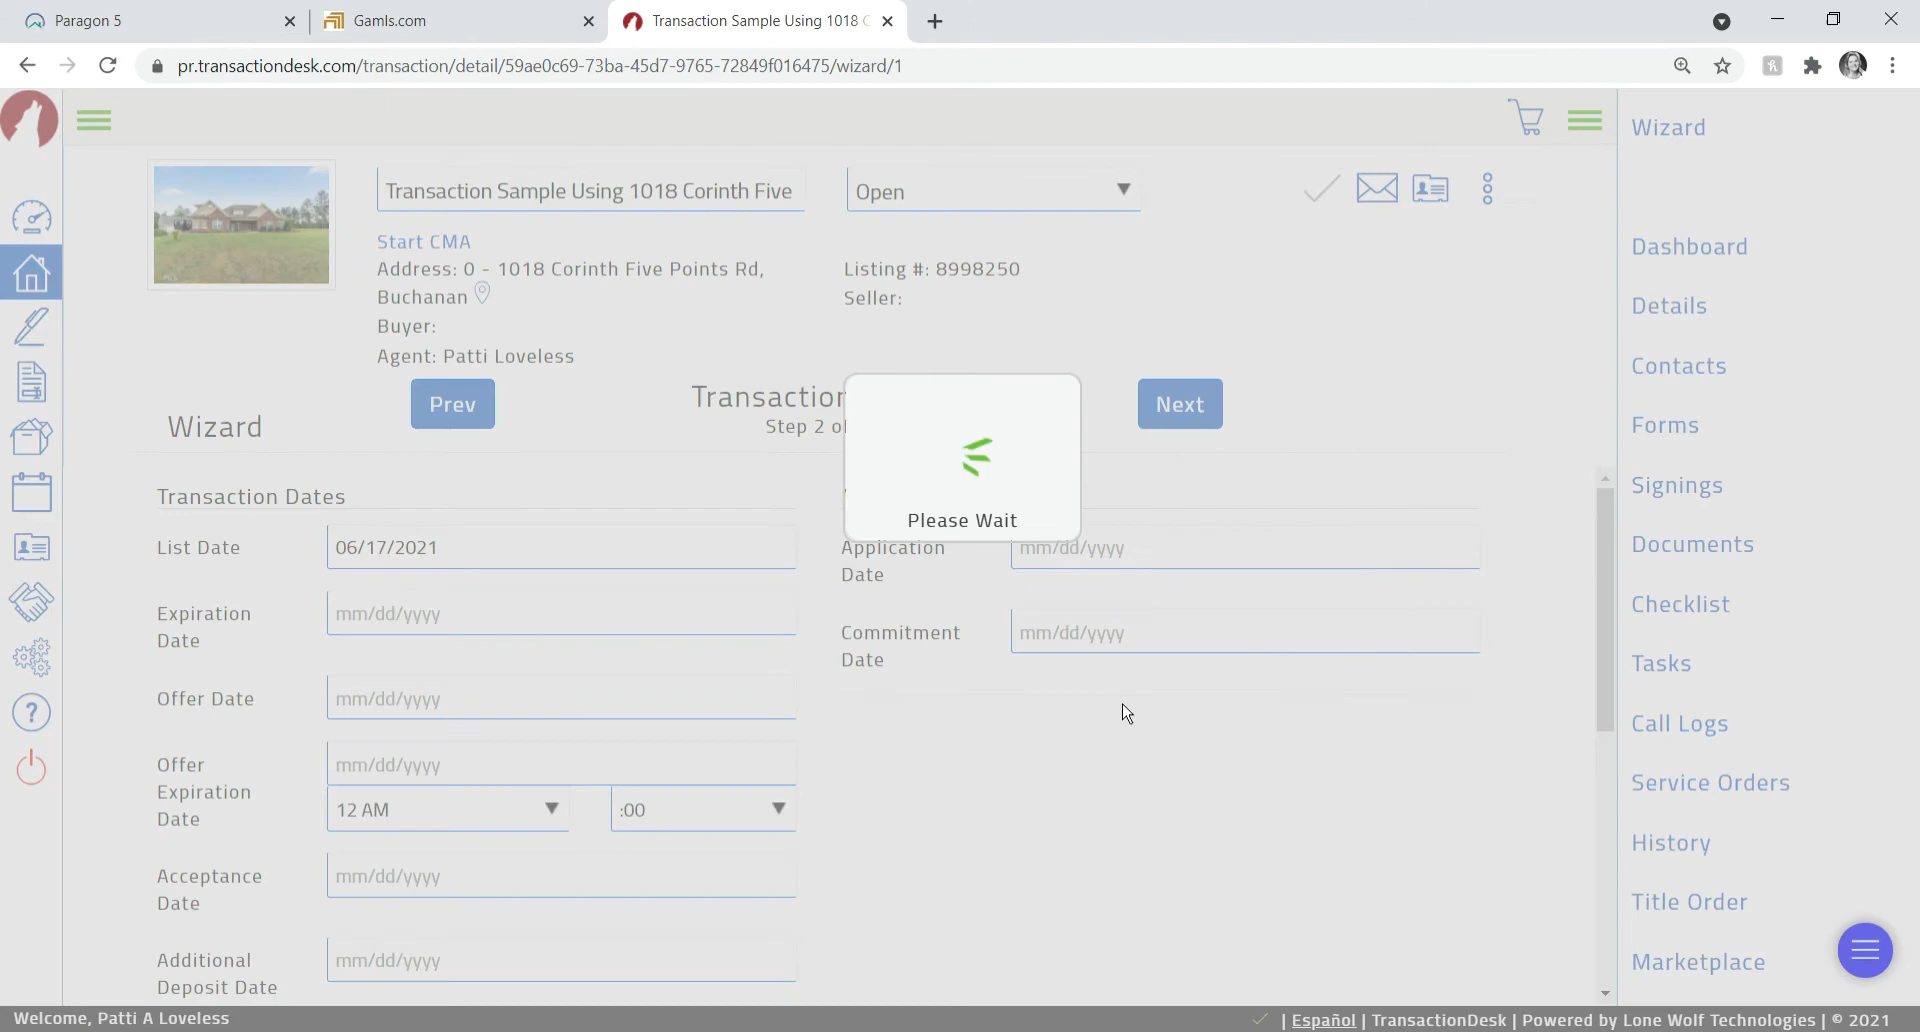 Paragon 5
Gamls.com
Transaction Sample Using 1018 C
pr.transactiondesk.com/transaction/detail/59ae0c69-73ba-45d7-9765-72849f016475/wizard/1
Transaction Sample Using 1018 Corinth Five
Open
Start CMA
Address: 0 - 1018 Corinth Five Points Rd,
Buchanan
Listing #: 8998250
Seller:
Buyer:
Agent: Patti Loveless
Wizard
Prev
Transaction
Step 2 of
Next
Please Wait
Transaction Dates
List Date
06/17/2021
Expiration
Date
mm/dd/yyyy
Offer Date
mm/dd/yyyy
Offer
Expiration
Date
mm/dd/yyyy
12 AM
:00
Acceptance
Date
mm/dd/yyyy
Additional
Deposit Date
mm/dd/yyyy
Application
Date
mm/dd/yyyy
Commitment
Date
mm/dd/yyyy
Wizard
Dashboard
Details
Contacts
Forms
Signings
Documents
Checklist
Tasks
Call Logs
Service Orders
History
Title Order
Marketplace
Welcome, Patti A Loveless
| Español | TransactionDesk | Powered by Lone Wolf Technologies | © 2021